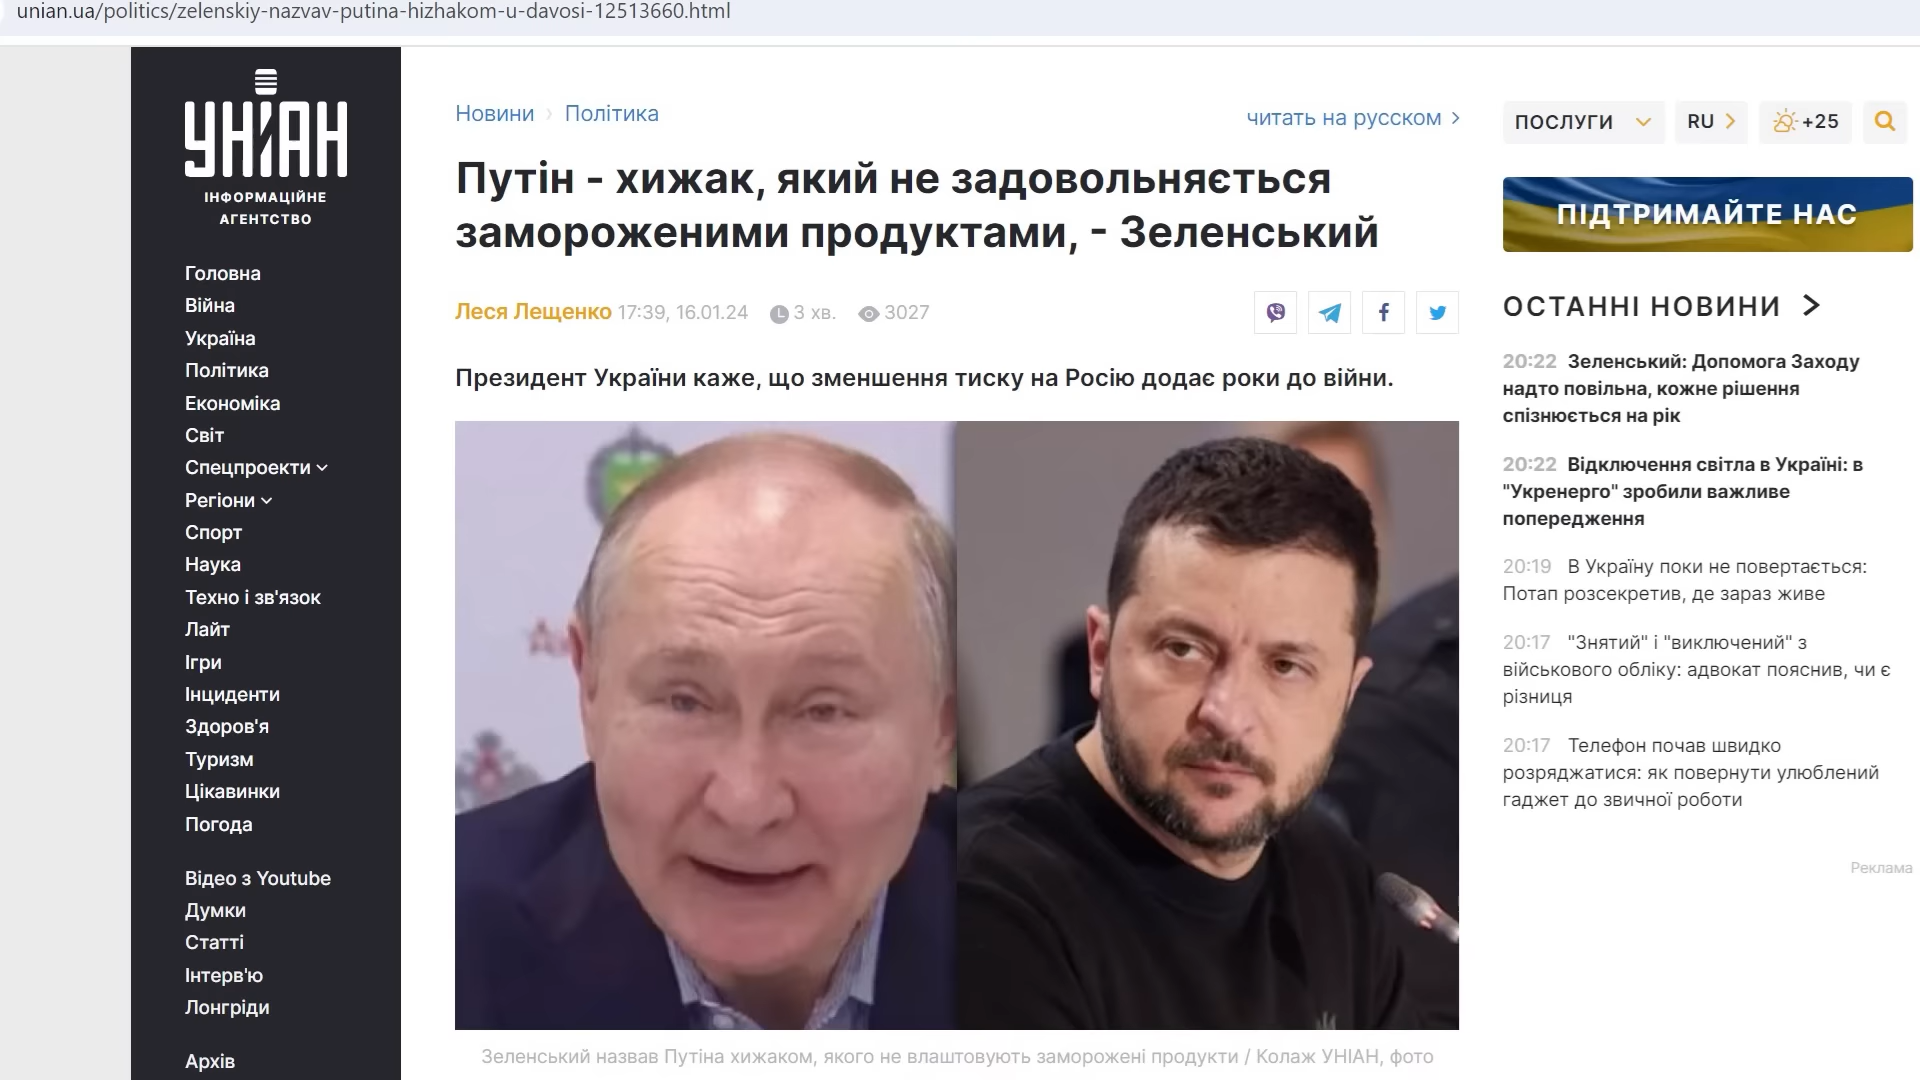 unian.ua/politics/zelenskiy-nazvav-putina-hizhakom-u-davosi-12513660.html
УНІАН
ІНФОРМАЦІЙНЕ
АГЕНТСТВО
Головна
Війна
Україна
Політика
Економіка
Світ
Спецпроекти
Регіони
Спорт
Наука
Техно і зв'язок
Лайт
Ігри
Інциденти
Здоров'я
Туризм
Цікавинки
Погода
Відео з Youtube
Думки
Статті
Інтерв'ю
Лонгріди
Архів
Новини > Політика
читать на русском >
Путін - хижак, який не задовольняється
замороженими продуктами, - Зеленський
Леся Лещенко 17:39, 16.01.24 3 хв. 3027
Президент України каже, що зменшення тиску на Росію додає роки до війни.
Зеленський назвав Путіна хижаком, якого не влаштовують заморожені продукти / Колаж УНІАН, фото
ПОСЛУГИ RU > +25
ПІДТРИМАЙТЕ НАС
ОСТАННІ НОВИНИ >
20:22 Зеленський: Допомога Заходу
надто повільна, кожне рішення
спізнюється на рік
20:22 Відключення світла в Україні: в
"Укренерго" зробили важливе
попередження
20:19 В Україну поки не повертається:
Потап розсекретив, де зараз живе
20:17 "Знятий" і "виключений" з
військового обліку: адвокат пояснив, чи є
різниця
20:17 Телефон почав швидко
розряджатися: як повернути улюблений
гаджет до звичної роботи
Реклама